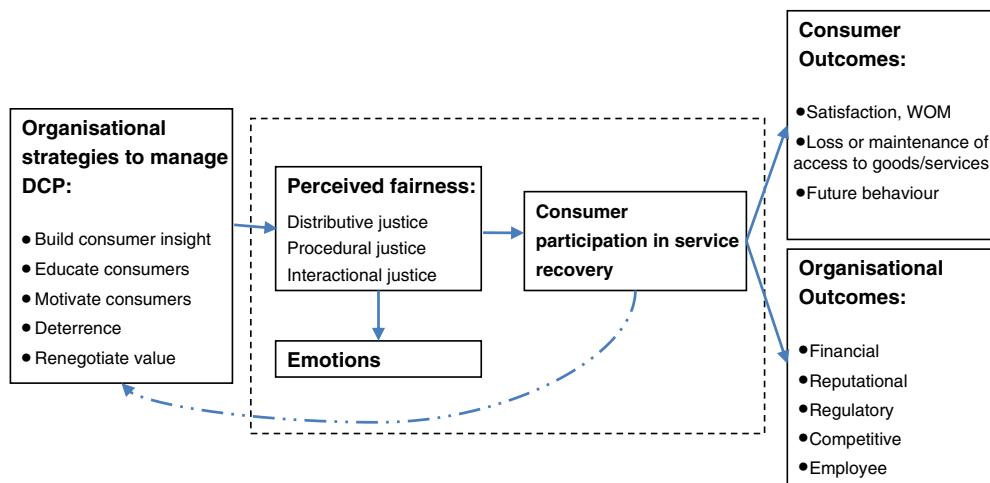 Organisational
strategies to manage
DCP:
● Build consumer insight
● Educate consumers
● Motivate consumers
● Deterrence
● Renegotiate value
Perceived fairness:
Distributive justice
Procedural justice
Interactional justice
Emotions
Consumer
participation in service
recovery
Consumer
Outcomes:
●Satisfaction, WOM
●Loss or maintenance of
access to goods/services
●Future behaviour
Organisational
Outcomes:
●Financial
●Reputational
●Regulatory
●Competitive
●Employee